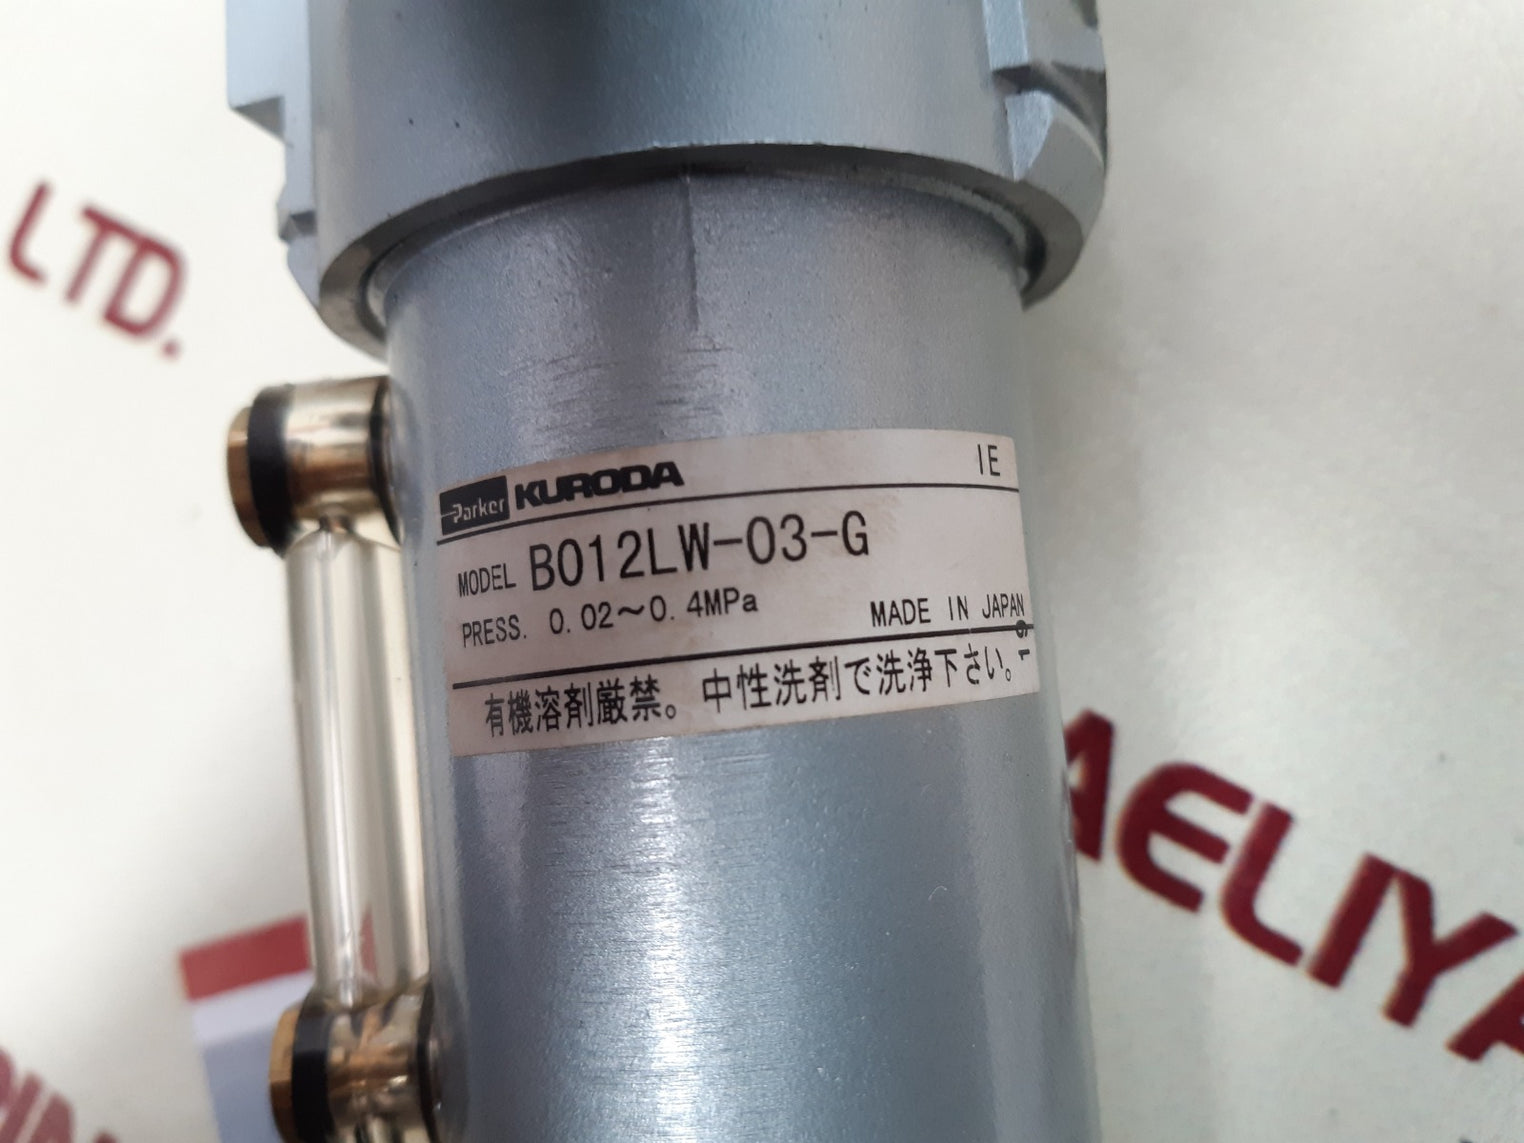 LTD.
Parker KURODA IE
MODEL B012LW-03-G
PRESS. 0.02〜0.4MPa MADE IN JAPAN
有機溶剤厳禁。 中性洗剤で洗浄下さい。
AELIYA